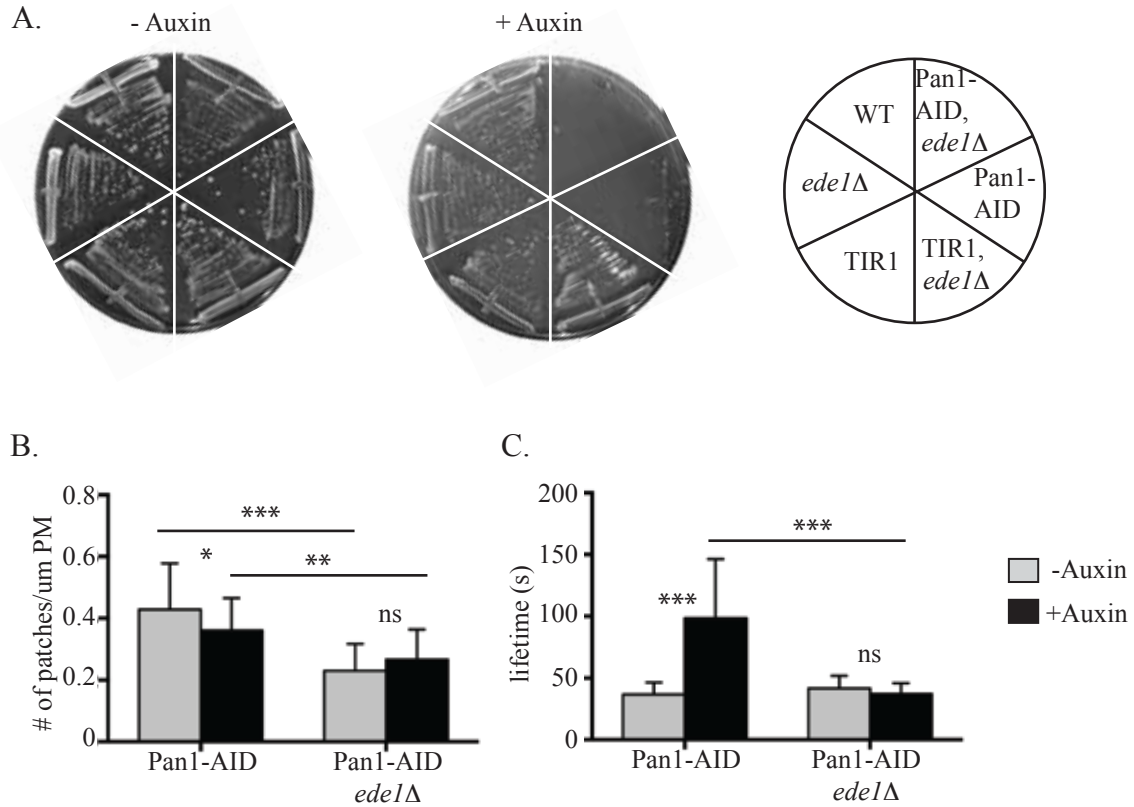 A.
- Auxin
+ Auxin
WT
Pan1-
AID,
ede1Δ
ede1Δ
Pan1-
AID
TIR1
TIR1,
ede1Δ
B.
# of patches/um PM
0.8
0.6
0.4
0.2
0
***
*
**
ns
Pan1-AID
Pan1-AID
ede1Δ
C.
lifetime (s)
200
150
100
50
0
***
***
ns
Pan1-AID
Pan1-AID
ede1Δ
-Auxin
+Auxin